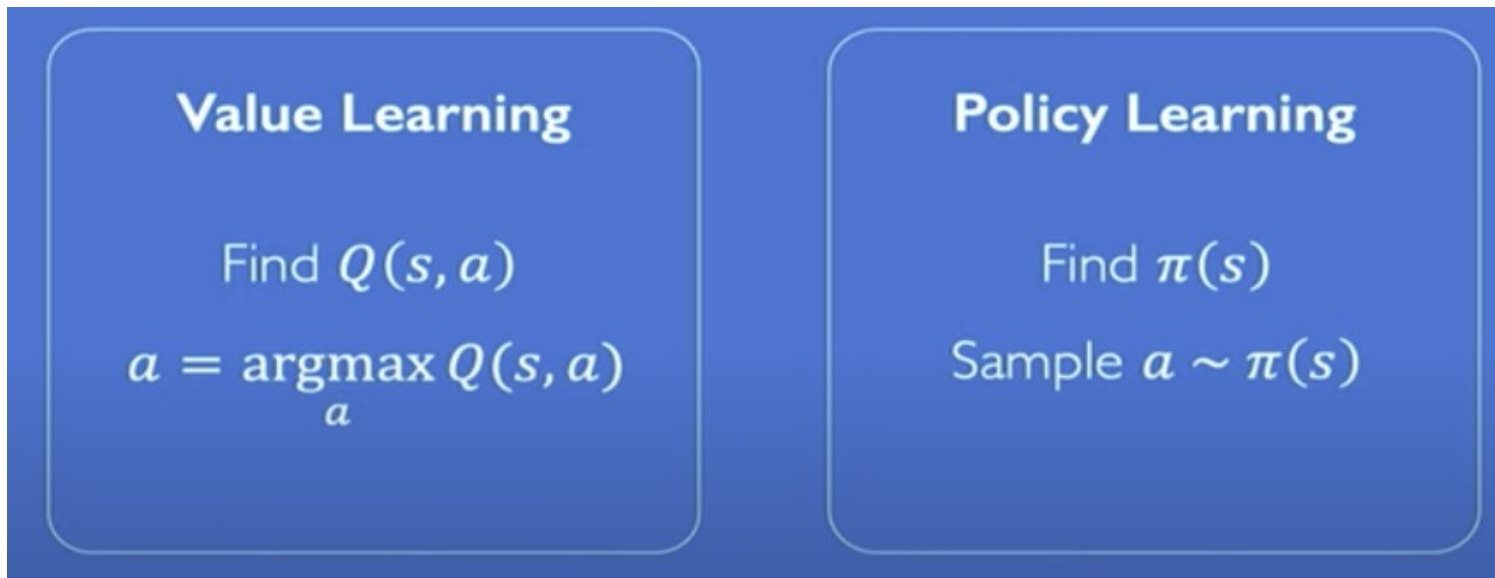 Value Learning
Find Q(s, a)
a = argmax Q(s, a)
a
Policy Learning
Find π(s)
Sample a ~ π(s)